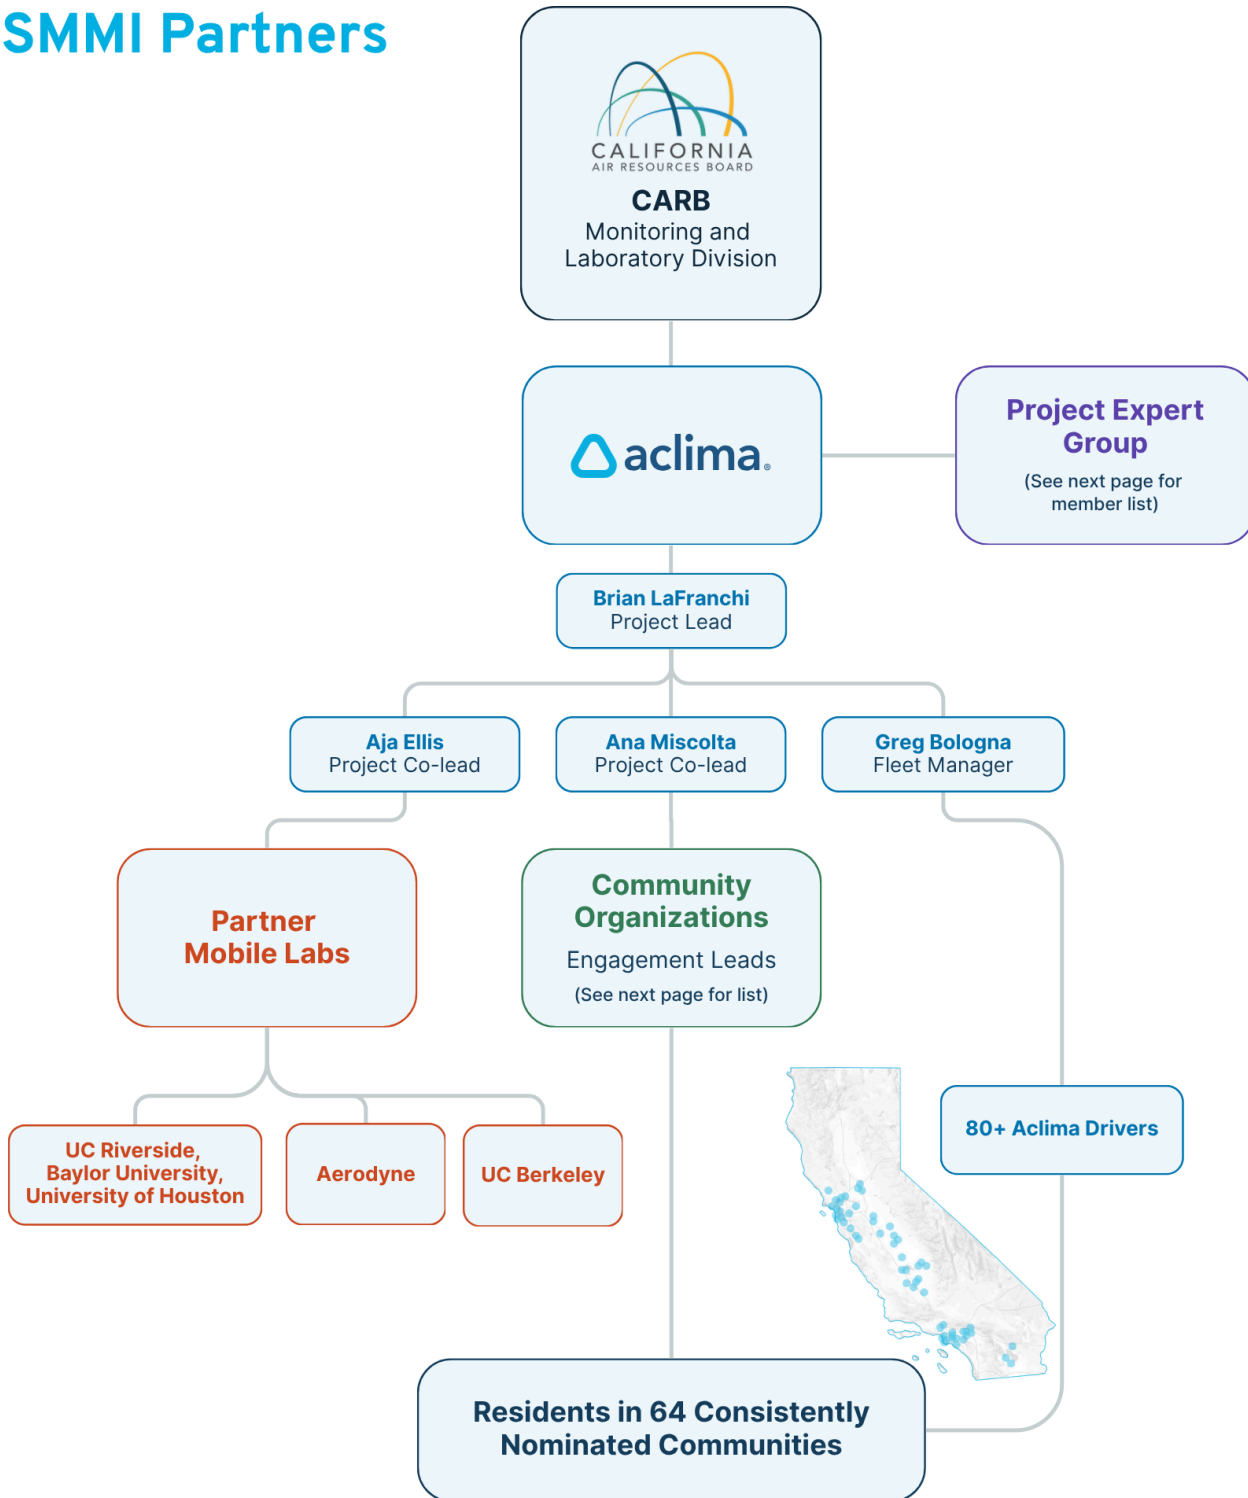 SMMI Partners
CALIFORNIA
AIR RESOURCES BOARD
CARB
Monitoring and
Laboratory Division
aclima®
Project Expert
Group
(See next page for
member list)
Brian LaFranchi
Project Lead
Aja Ellis
Project Co-lead
Ana Miscolta
Project Co-lead
Greg Bologna
Fleet Manager
Partner
Mobile Labs
Community
Organizations
Engagement Leads
(See next page for list)
80+ Aclima Drivers
UC Riverside,
Baylor University,
University of Houston
Aerodyne
UC Berkeley
Residents in 64 Consistently
Nominated Communities